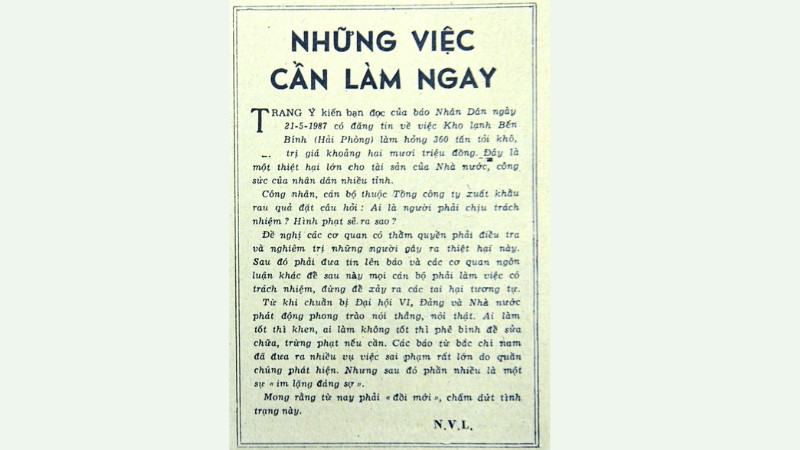 NHỮNG VIỆC
CẦN LÀM NGAY
TRANG Ý kiến bạn đọc của báo Nhân Dân ngày
21-5-1987 có đăng tin về việc Kho lạnh Bến
Bính (Hải Phòng) làm hỏng 360 tấn tỏi khô,
trị giá khoảng hai mươi triệu đồng. Đây là
một thiệt hại lớn cho tài sản của Nhà nước, công
sức của nhân dân nhiều tỉnh.
Công nhân, cán bộ thuộc Tổng công ty xuất khẩu
rau quả đặt câu hỏi: Ai là người phải chịu trách
nhiệm? Hình phạt sẽ ra sao?
Đề nghị các cơ quan có thẩm quyền phải điều tra
và nghiêm trị những người gây ra thiệt hại này.
Sau đó phải đưa tin lên báo và các cơ quan ngôn
luận khác để sau này mọi cán bộ phải làm việc có
trách nhiệm, đừng để xảy ra các tai hại tương tự.
Từ khi chuẩn bị Đại hội VI, Đảng và Nhà nước
phát động phong trào nói thẳng, nói thật. Ai làm
tốt thì khen, ai làm không tốt thì phê bình để sửa
chữa, trừng phạt nếu cần. Các báo từ bắc chí nam
đã đưa ra nhiều vụ việc sai phạm rất lớn do quần
chúng phát hiện. Nhưng sau đó phần nhiều là một
sự «im lặng đáng sợ».
Mong rằng từ nay phải «đổi mới», chấm dứt tình
trạng này.
N.V.L.